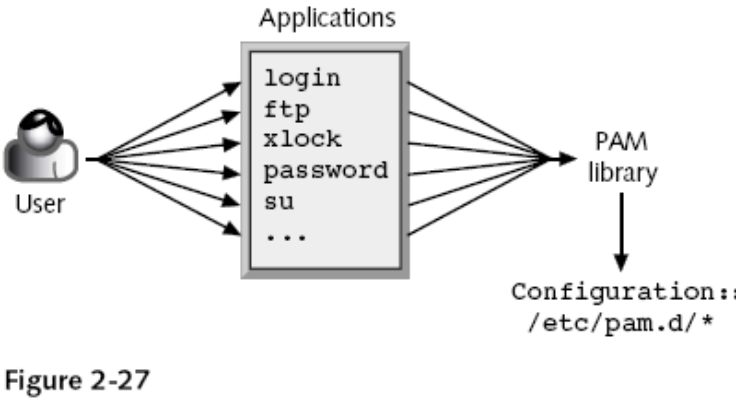 Applications
login
ftp
xlock
password
su
...
User
PAM
library
Configuration:
/etc/pam.d/*
Figure 2-27